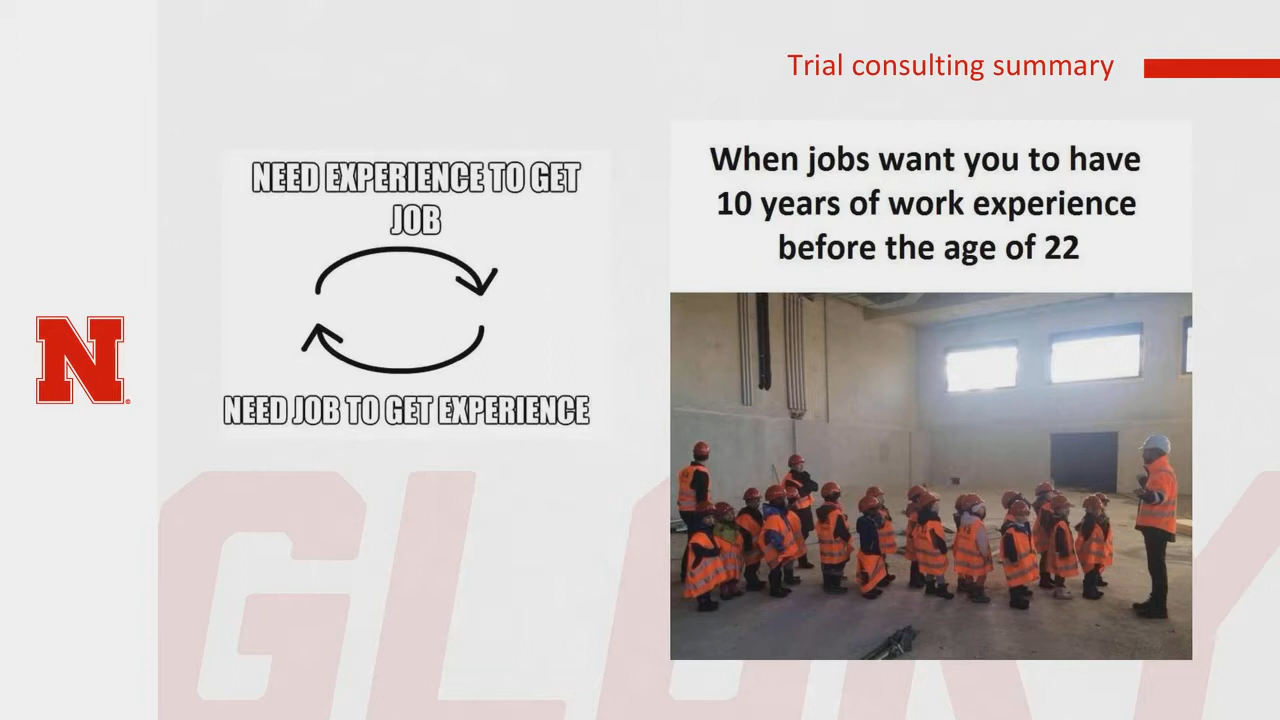 Trial consulting summary
NEED EXPERIENCE TO GET
JOB
NEED JOB TO GET EXPERIENCE
When jobs want you to have
10 years of work experience
before the age of 22
N
GLORY